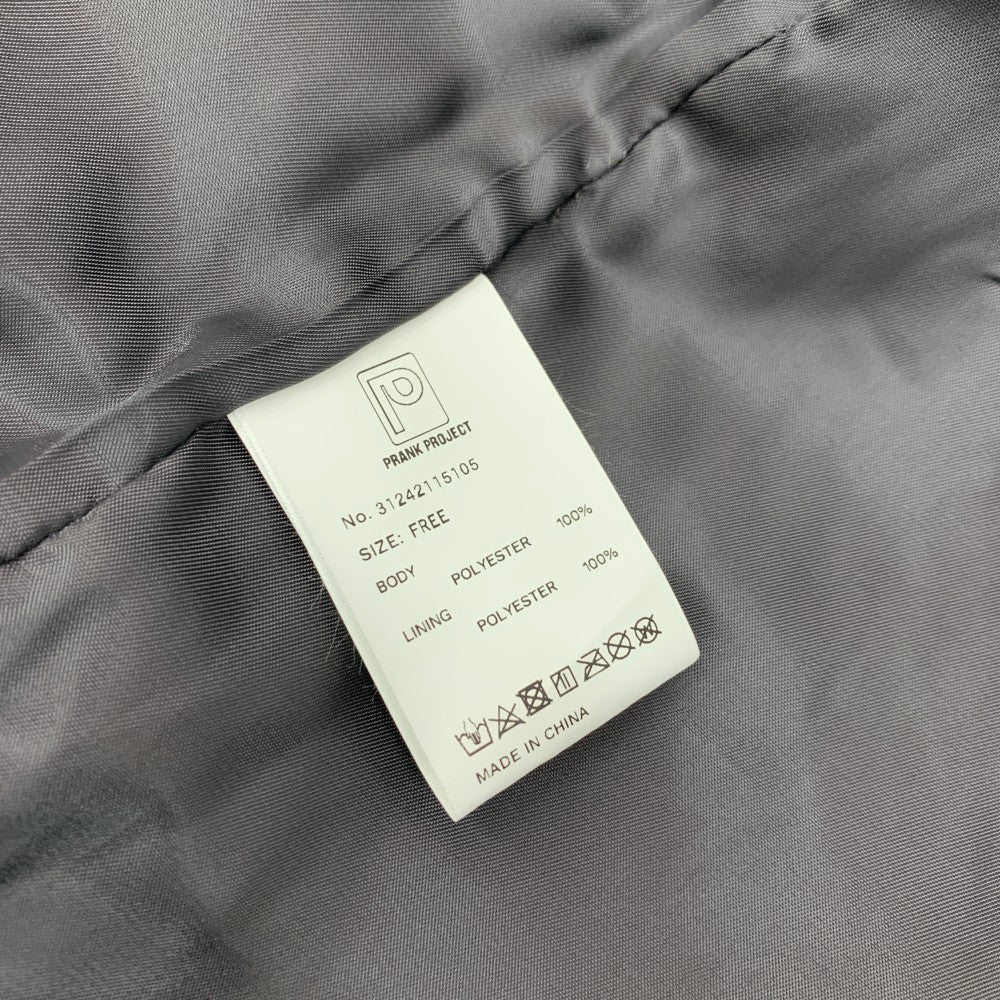 PRANK PROJECT
No. 31242115105
SIZE: FREE
BODY POLYESTER 100%
LINING POLYESTER 100%
MADE IN CHINA